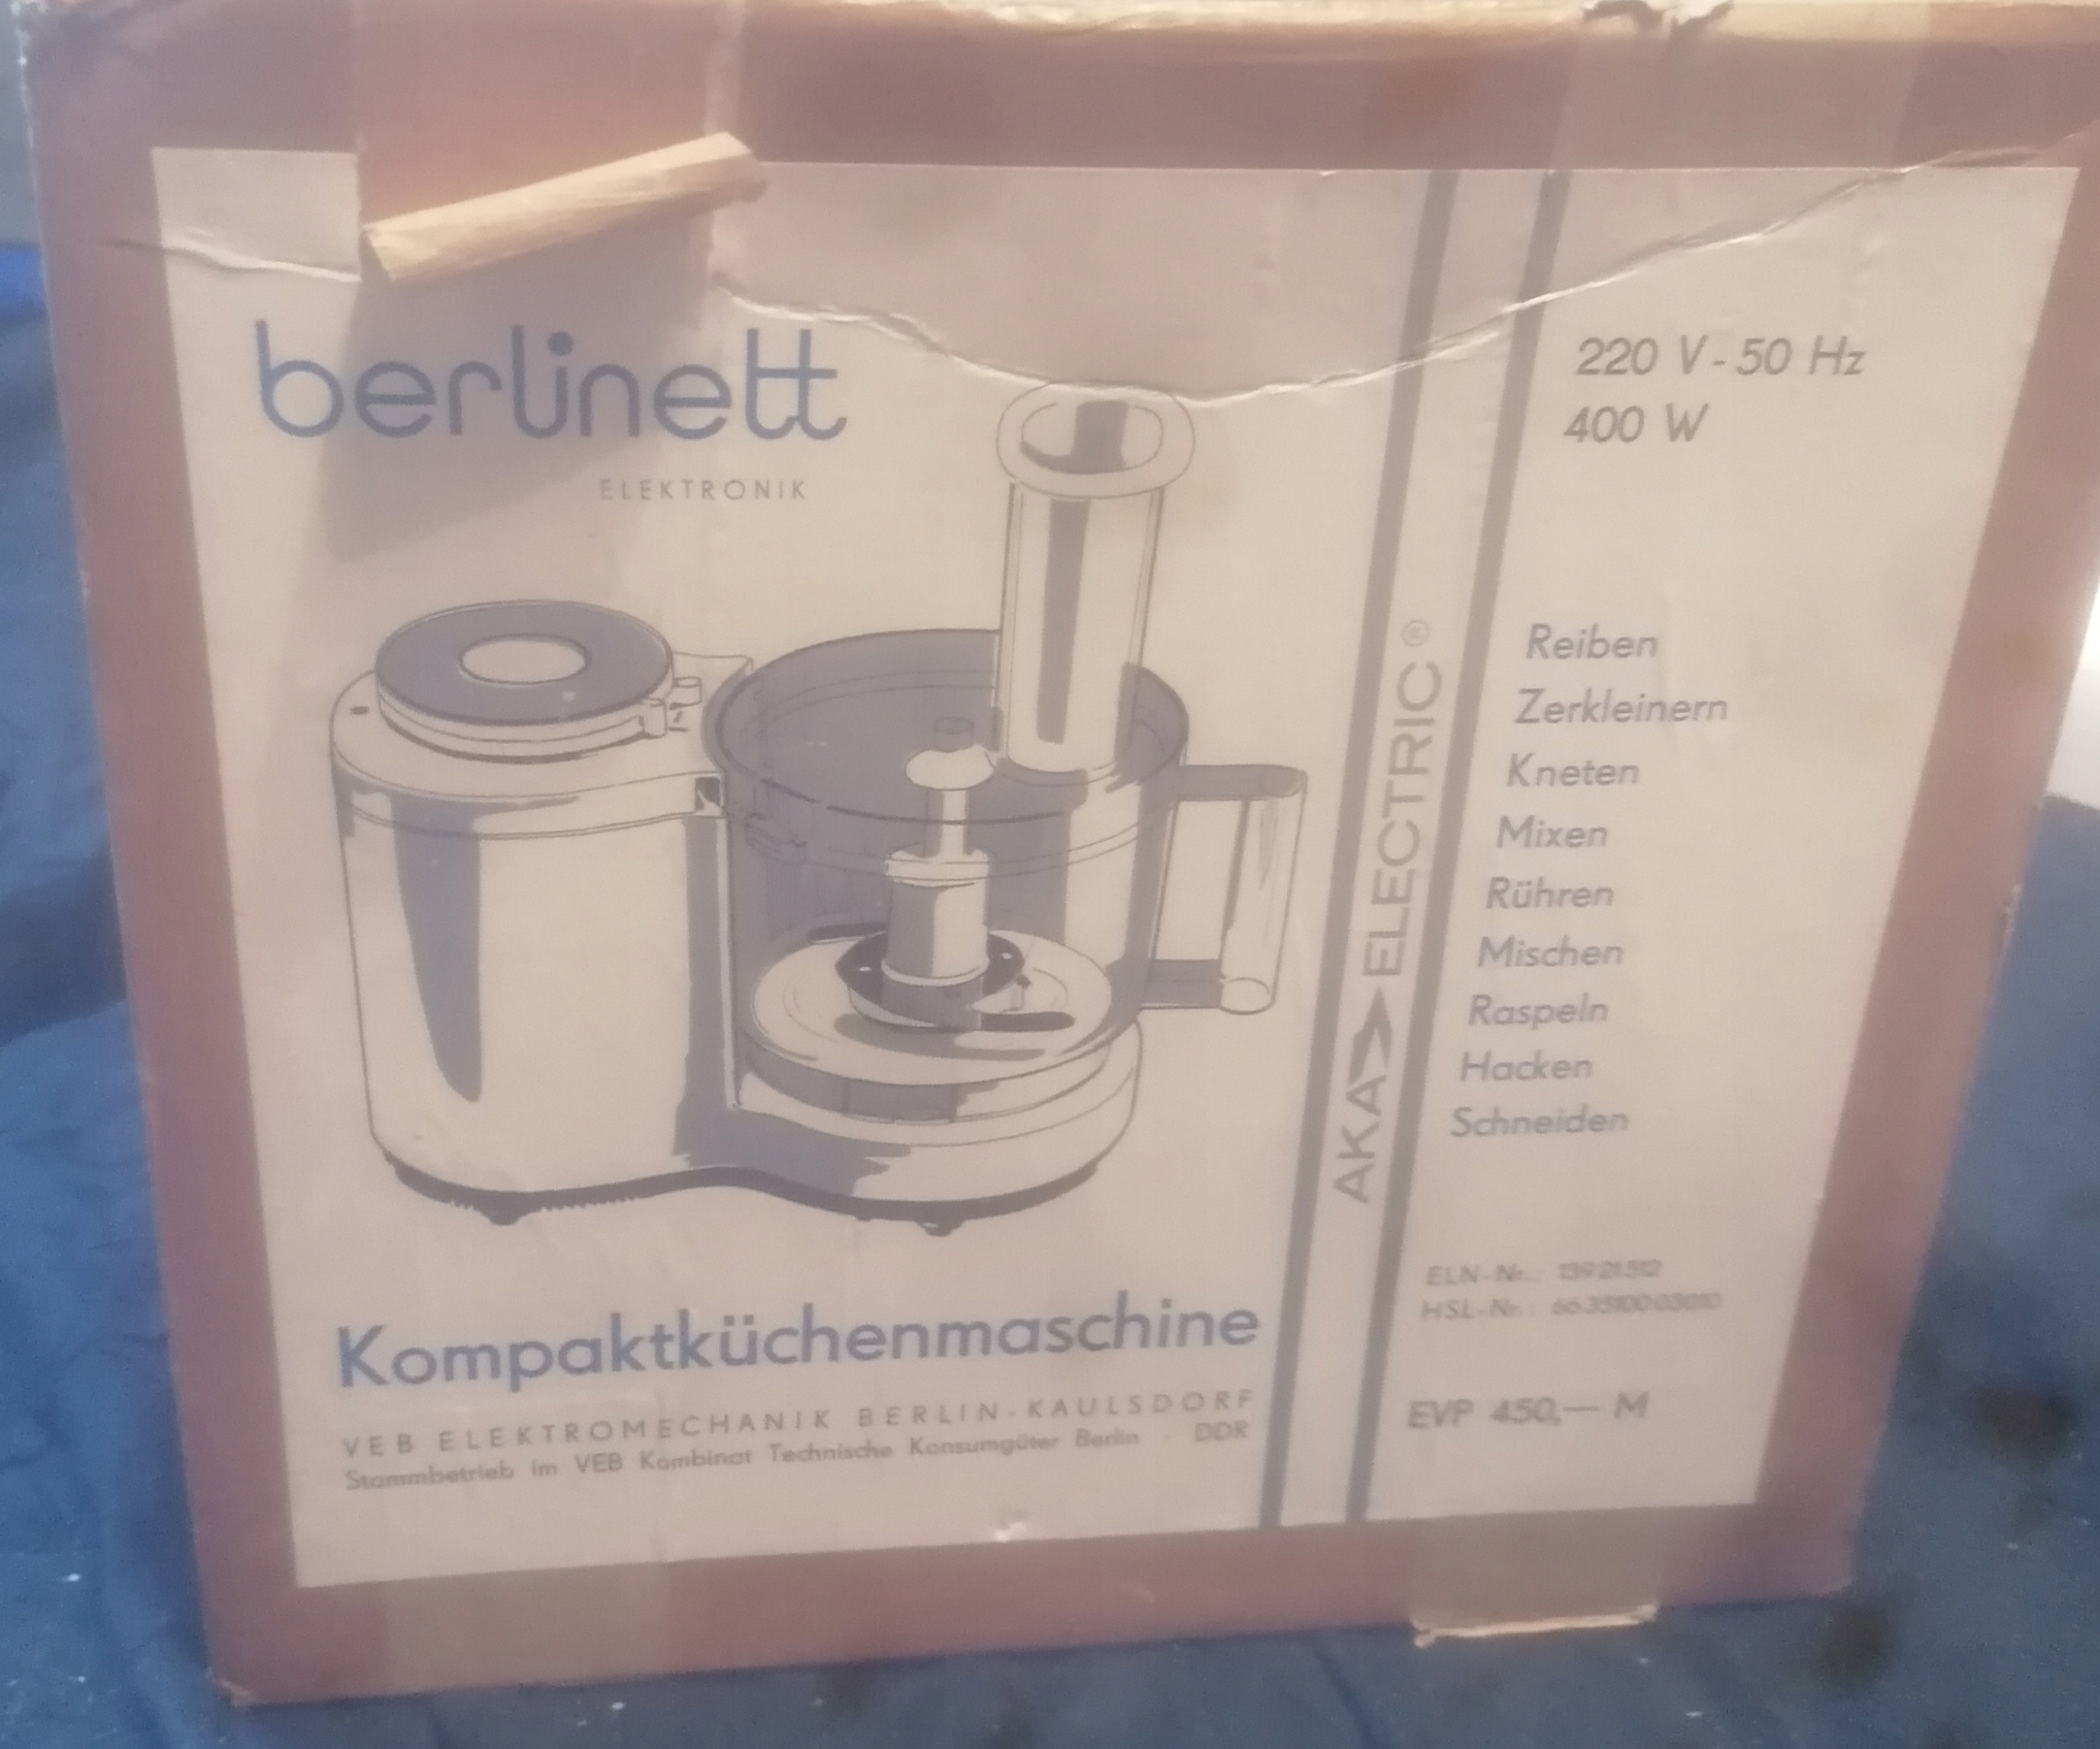 berlinett
ELEKTRONIK
Kompaktküchenmaschine
VEB ELEKTROMECHANIK BERLIN-KAULSDORF
Stammbetrieb im VEB Kombinat Technische Konsumgüter Berlin · DDR
AKA ELECTRIC®
220 V - 50 Hz
400 W
Reiben
Zerkleinern
Kneten
Mixen
Rühren
Mischen
Raspeln
Hacken
Schneiden
ELN-Nr.: 13921512
HSL-Nr.:
EVP 450,— M